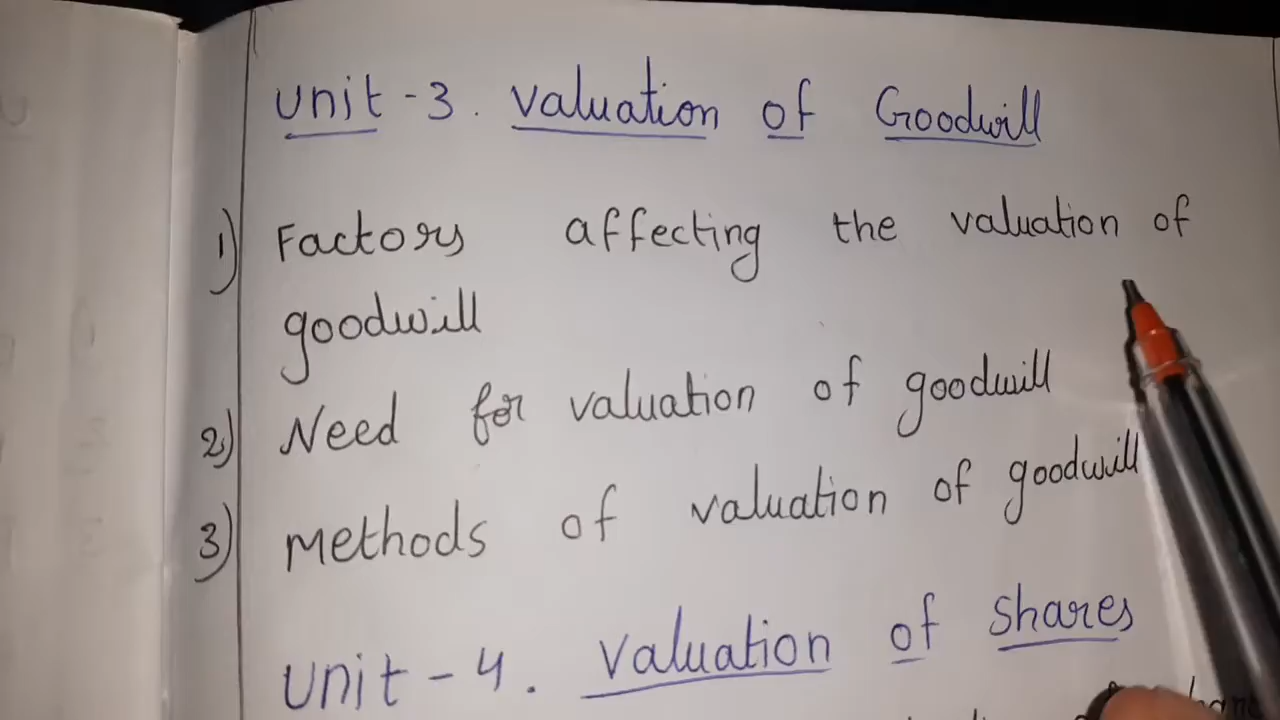 Unit - 3. Valuation of Goodwill
1) Factors affecting the valuation of
goodwill
2) Need for valuation of goodwill
3) Methods of valuation of goodwill
Unit - 4. Valuation of Shares